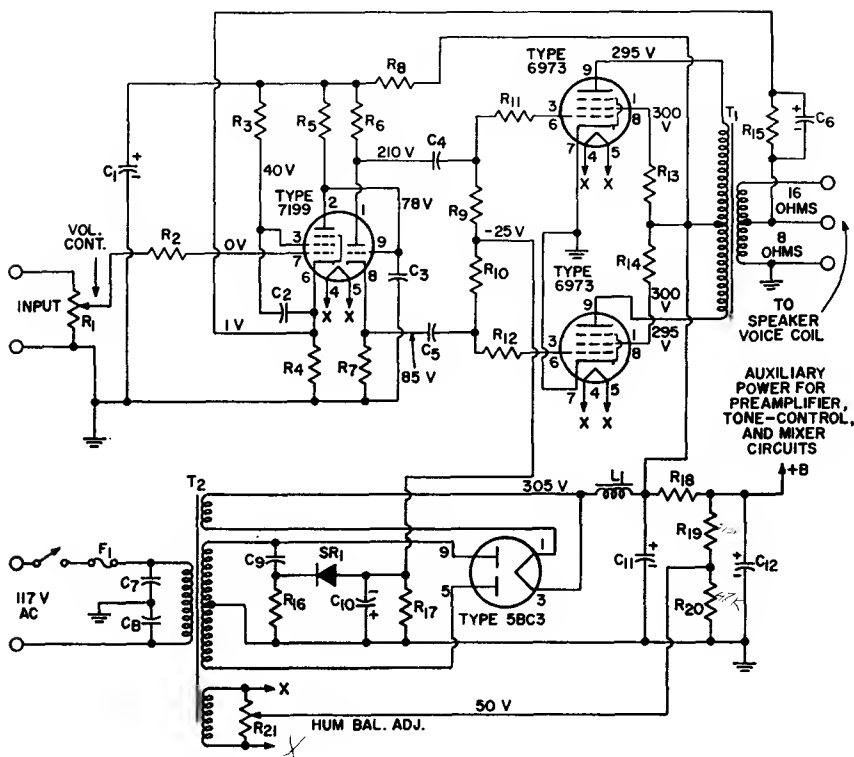 TYPE
6973
295 V
9
R8
R11
3
6
1
8
300
V
T1
R15
C6
R3
R5
R6
C4
7
4
5
X
X
R13
210 V
C1
40 V
2
1
78 V
TYPE
7199
R9
16
OHMS
VOL.
CONT.
R2
0V
3
7
9
-25 V
8
OHMS
6
8
4
5
C3
R10
TYPE
6973
R14
300
V
295
V
INPUT
R1
C2
X
X
9
1 V
C5
R12
3
6
1
8
TO
SPEAKER
VOICE COIL
R4
R7
85 V
7
4
5
X
X
AUXILIARY
POWER FOR
PREAMPLIFIER,
TONE-CONTROL,
AND MIXER
CIRCUITS
+B
T2
305 V
L1
R18
F1
C9
SR1
9
1
R19
117 V
AC
C7
5
3
C11
C12
C8
R16
C10
R17
TYPE 5BC3
R20
X
50 V
R21
HUM BAL. ADJ.
X